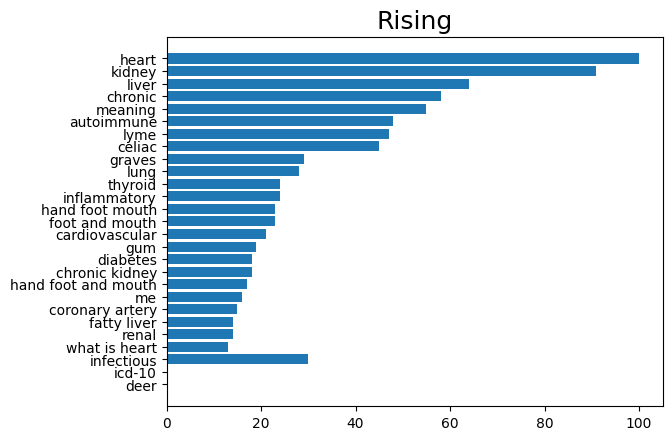 Rising
heart
kidney
liver
chronic
meaning
autoimmune
lyme
celiac
graves
lung
thyroid
inflammatory
hand foot mouth
foot and mouth
cardiovascular
gum
diabetes
chronic kidney
hand foot and mouth
me
coronary artery
fatty liver
renal
what is heart
infectious
icd-10
deer
0 20 40 60 80 100